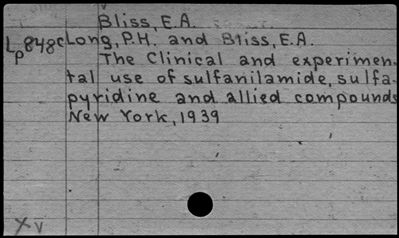 Bliss, E.A.
Lp848c Long, P.H. and Bliss, E.A.
The Clinical and experimen-
tal use of sulfanilamide, sulfa-
pyridine and allied compounds
New York, 1939
XV